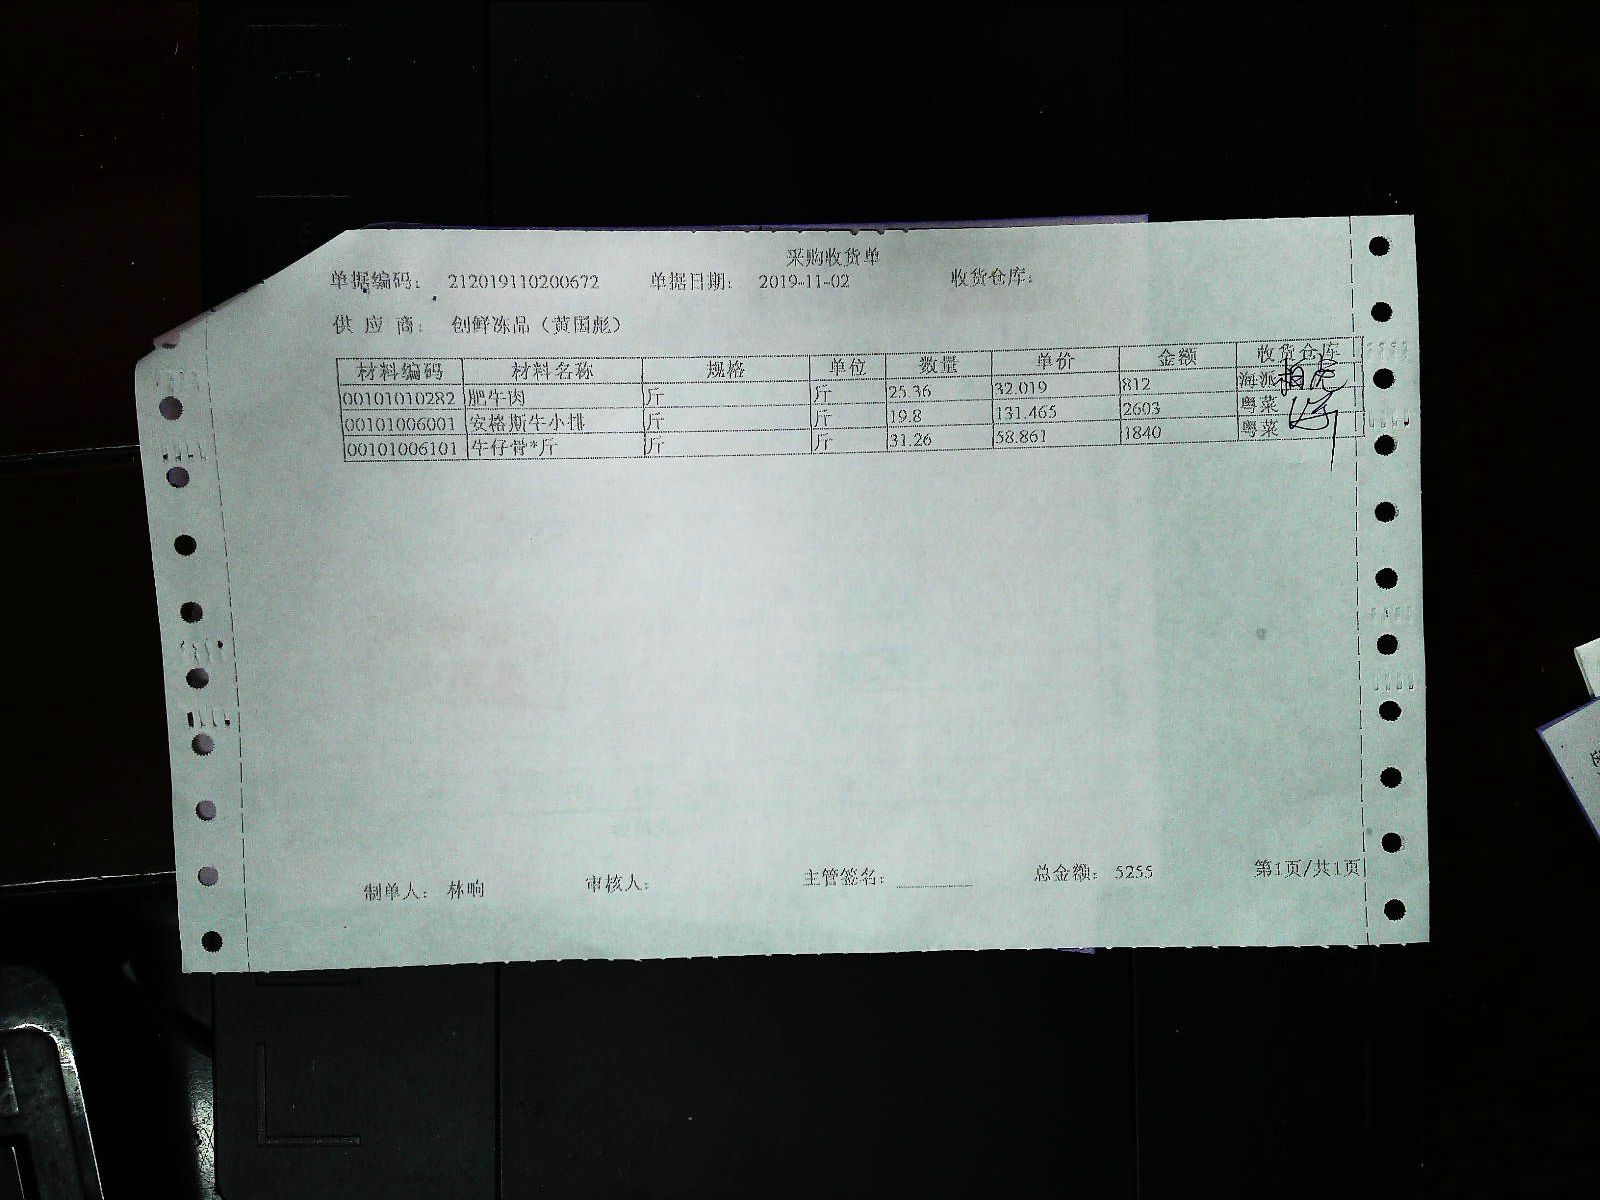 采购收货单
单据编码: 212019110200672 单据日期: 2019-11-02 收货仓库:
供 应 商: 创鲜冻品（黄国彪）
材料编码 材料名称 规格 单位 数量 单价 金额 收货仓库
00101010282 肥牛肉 斤 斤 25.36 32.019 812 海派
00101006001 安格斯牛小排 斤 斤 19.8 131.465 2603 粤菜
00101006101 牛仔骨*斤 斤 斤 31.26 58.861 1840 粤菜
制单人: 林响 审核人: 主管签名: 总金额: 5255 第1页/共1页